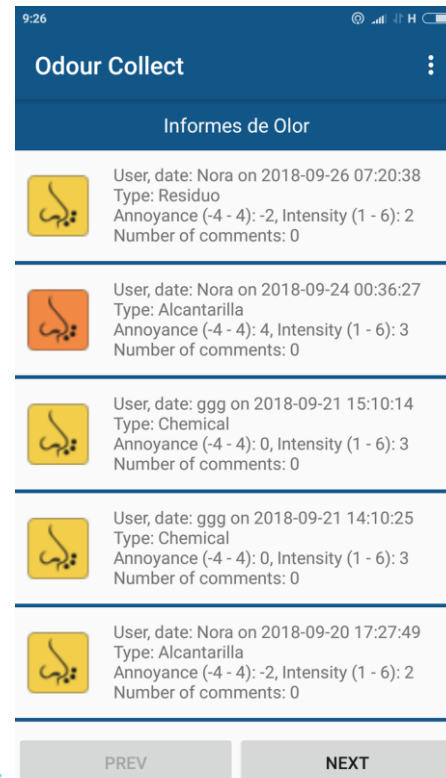 9:26
H
Odour Collect
Informes de Olor
User, date: Nora on 2018-09-26 07:20:38
Type: Residuo
Annoyance (-4 - 4): -2, Intensity (1 - 6): 2
Number of comments: 0
User, date: Nora on 2018-09-24 00:36:27
Type: Alcantarilla
Annoyance (-4 - 4): 4, Intensity (1 - 6): 3
Number of comments: 0
User, date: ggg on 2018-09-21 15:10:14
Type: Chemical
Annoyance (-4 - 4): 0, Intensity (1 - 6): 3
Number of comments: 0
User, date: ggg on 2018-09-21 14:10:25
Type: Chemical
Annoyance (-4 - 4): 0, Intensity (1 - 6): 3
Number of comments: 0
User, date: Nora on 2018-09-20 17:27:49
Type: Alcantarilla
Annoyance (-4 - 4): -2, Intensity (1 - 6): 2
Number of comments: 0
PREV
NEXT